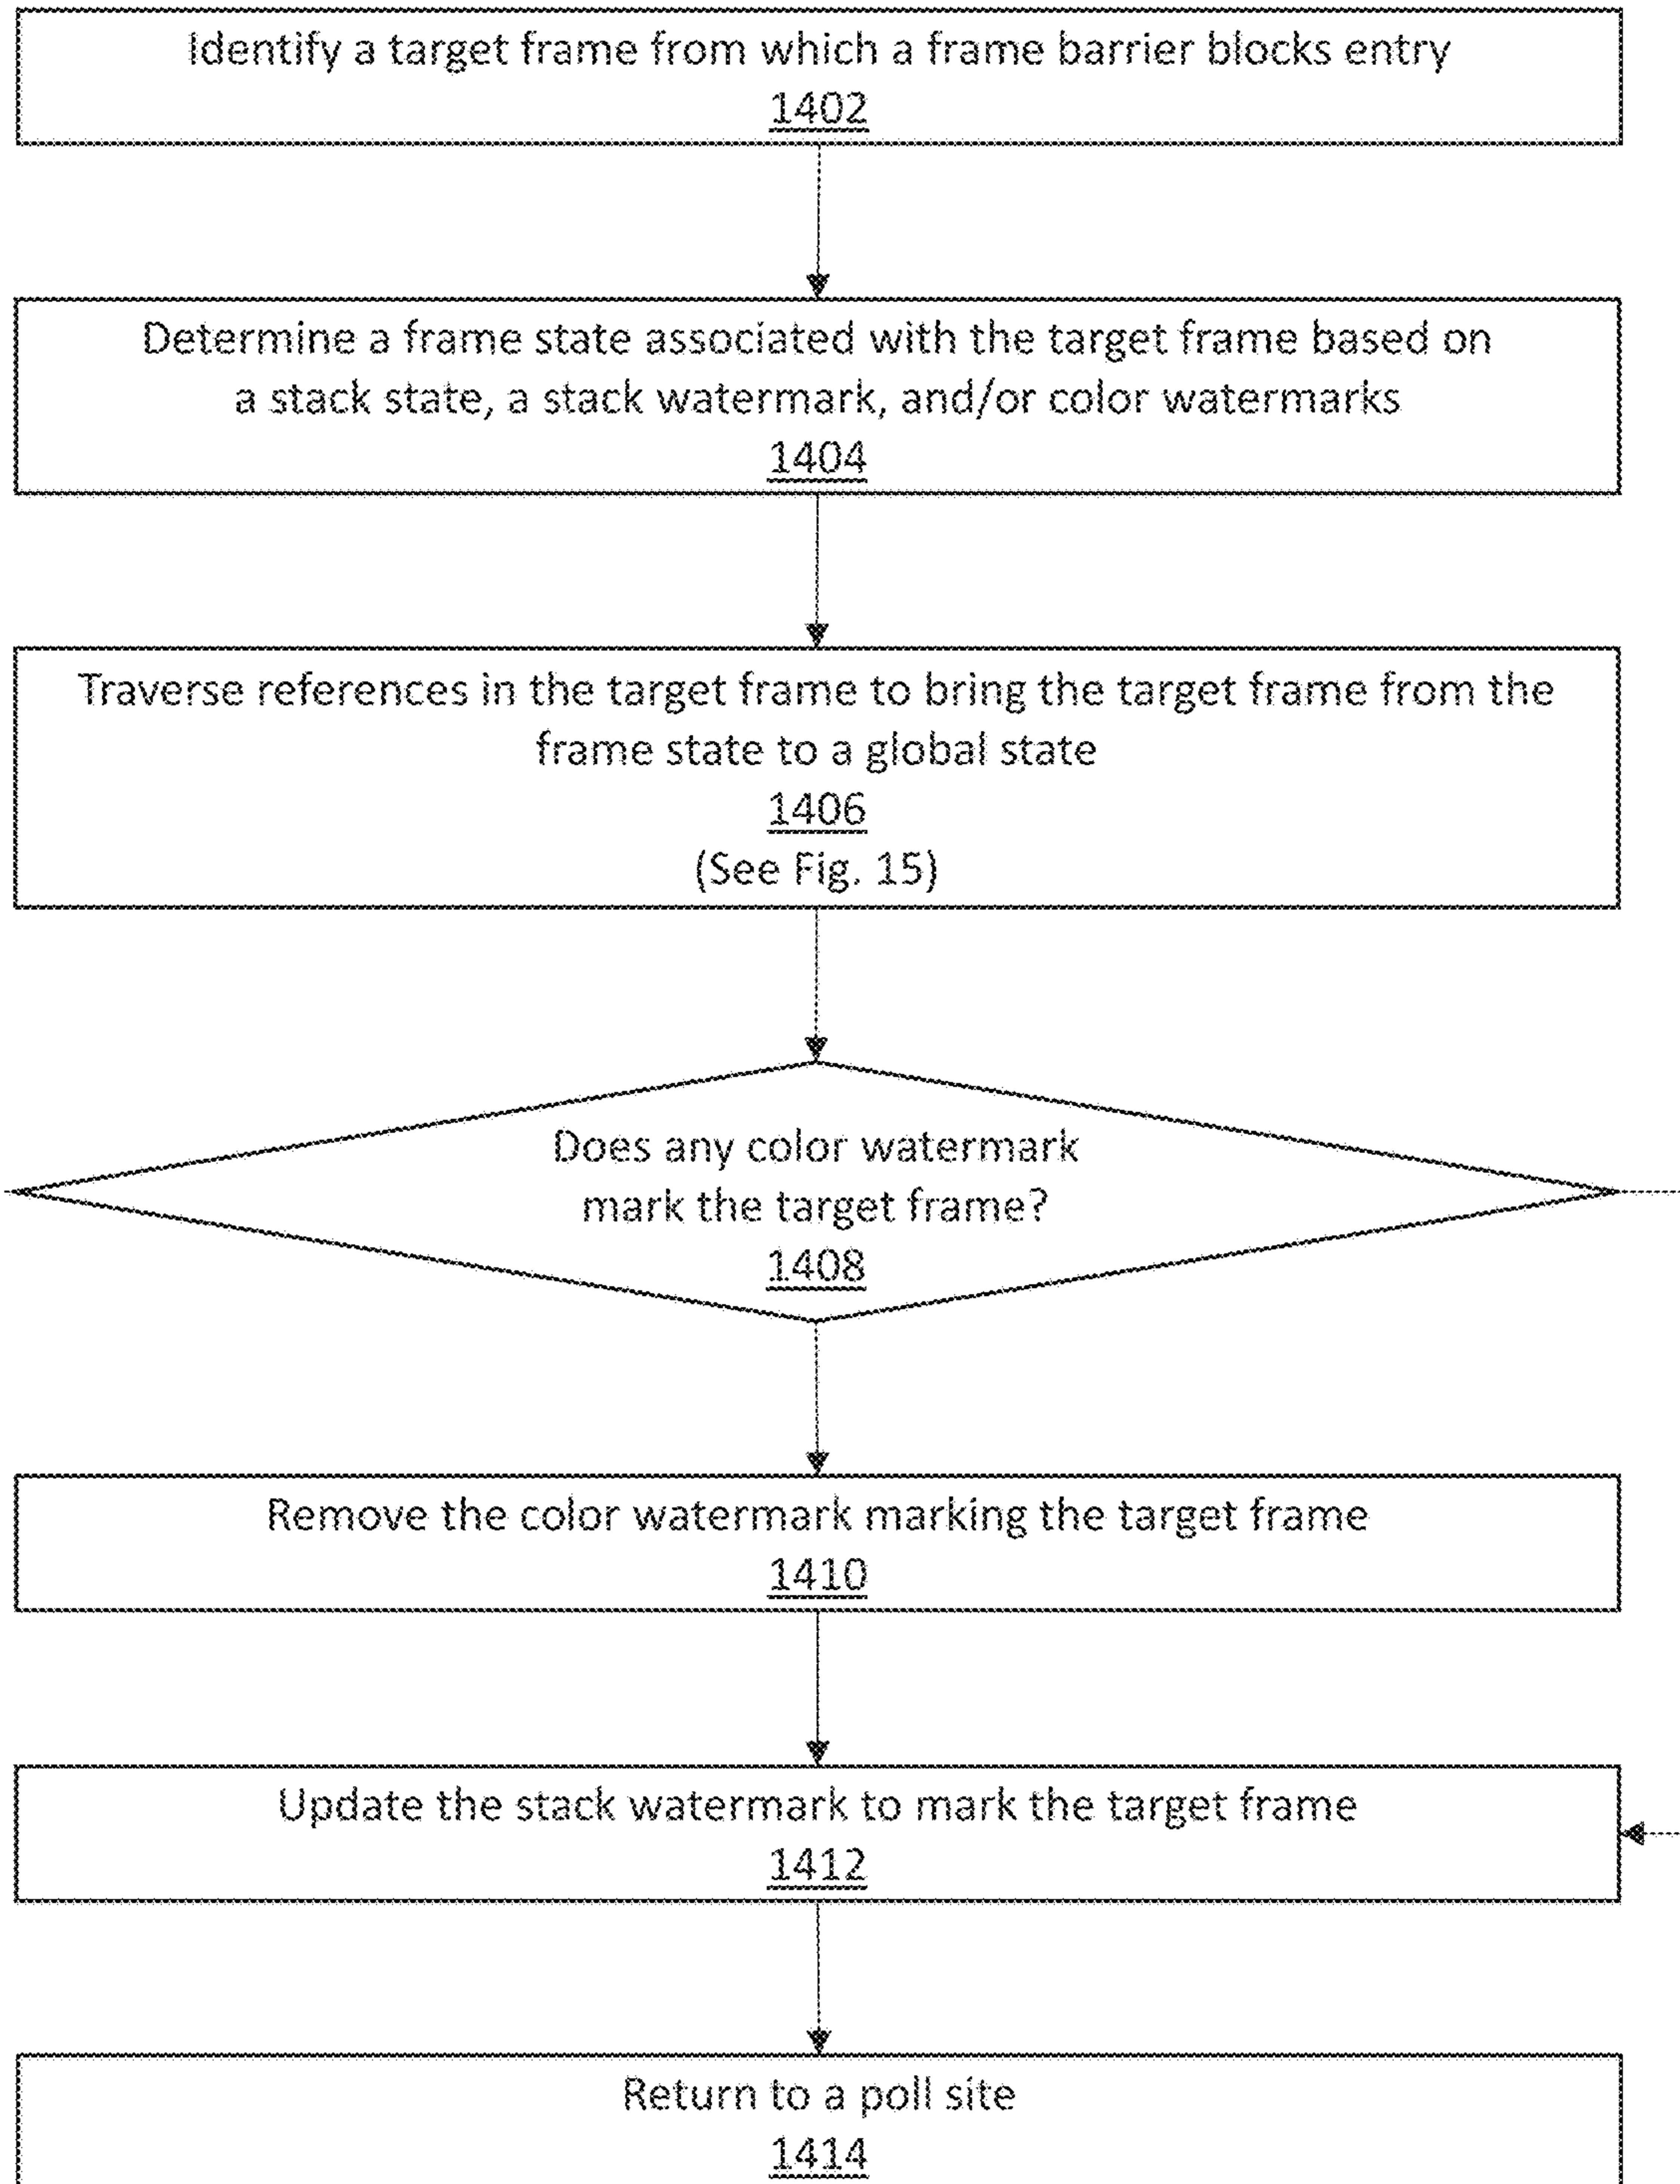 Identify a target frame from which a frame barrier blocks entry
1402
Determine a frame state associated with the target frame based on
a stack state, a stack watermark, and/or color watermarks
1404
Traverse references in the target frame to bring the target frame from the
frame state to a global state
1406
(See Fig. 15)
Does any color watermark
mark the target frame?
1408
Remove the color watermark marking the target frame
1410
Update the stack watermark to mark the target frame
1412
Return to a poll site
1414